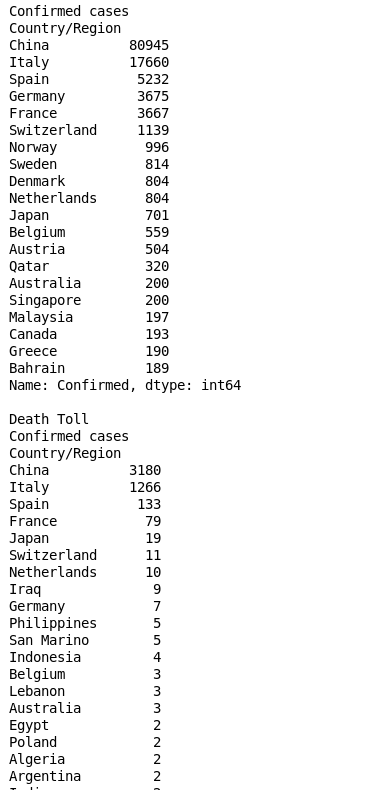 Confirmed cases
Country/Region
China          80945
Italy          17660
Spain           5232
Germany         3675
France          3667
Switzerland     1139
Norway           996
Sweden           814
Denmark          804
Netherlands      804
Japan            701
Belgium          559
Austria          504
Qatar            320
Australia        200
Singapore        200
Malaysia         197
Canada           193
Greece           190
Bahrain          189
Name: Confirmed, dtype: int64

Death Toll
Confirmed cases
Country/Region
China          3180
Italy          1266
Spain           133
France           79
Japan            19
Switzerland      11
Netherlands      10
Iraq              9
Germany           7
Philippines       5
San Marino        5
Indonesia         4
Belgium           3
Lebanon           3
Australia         3
Egypt             2
Poland            2
Algeria           2
Argentina         2